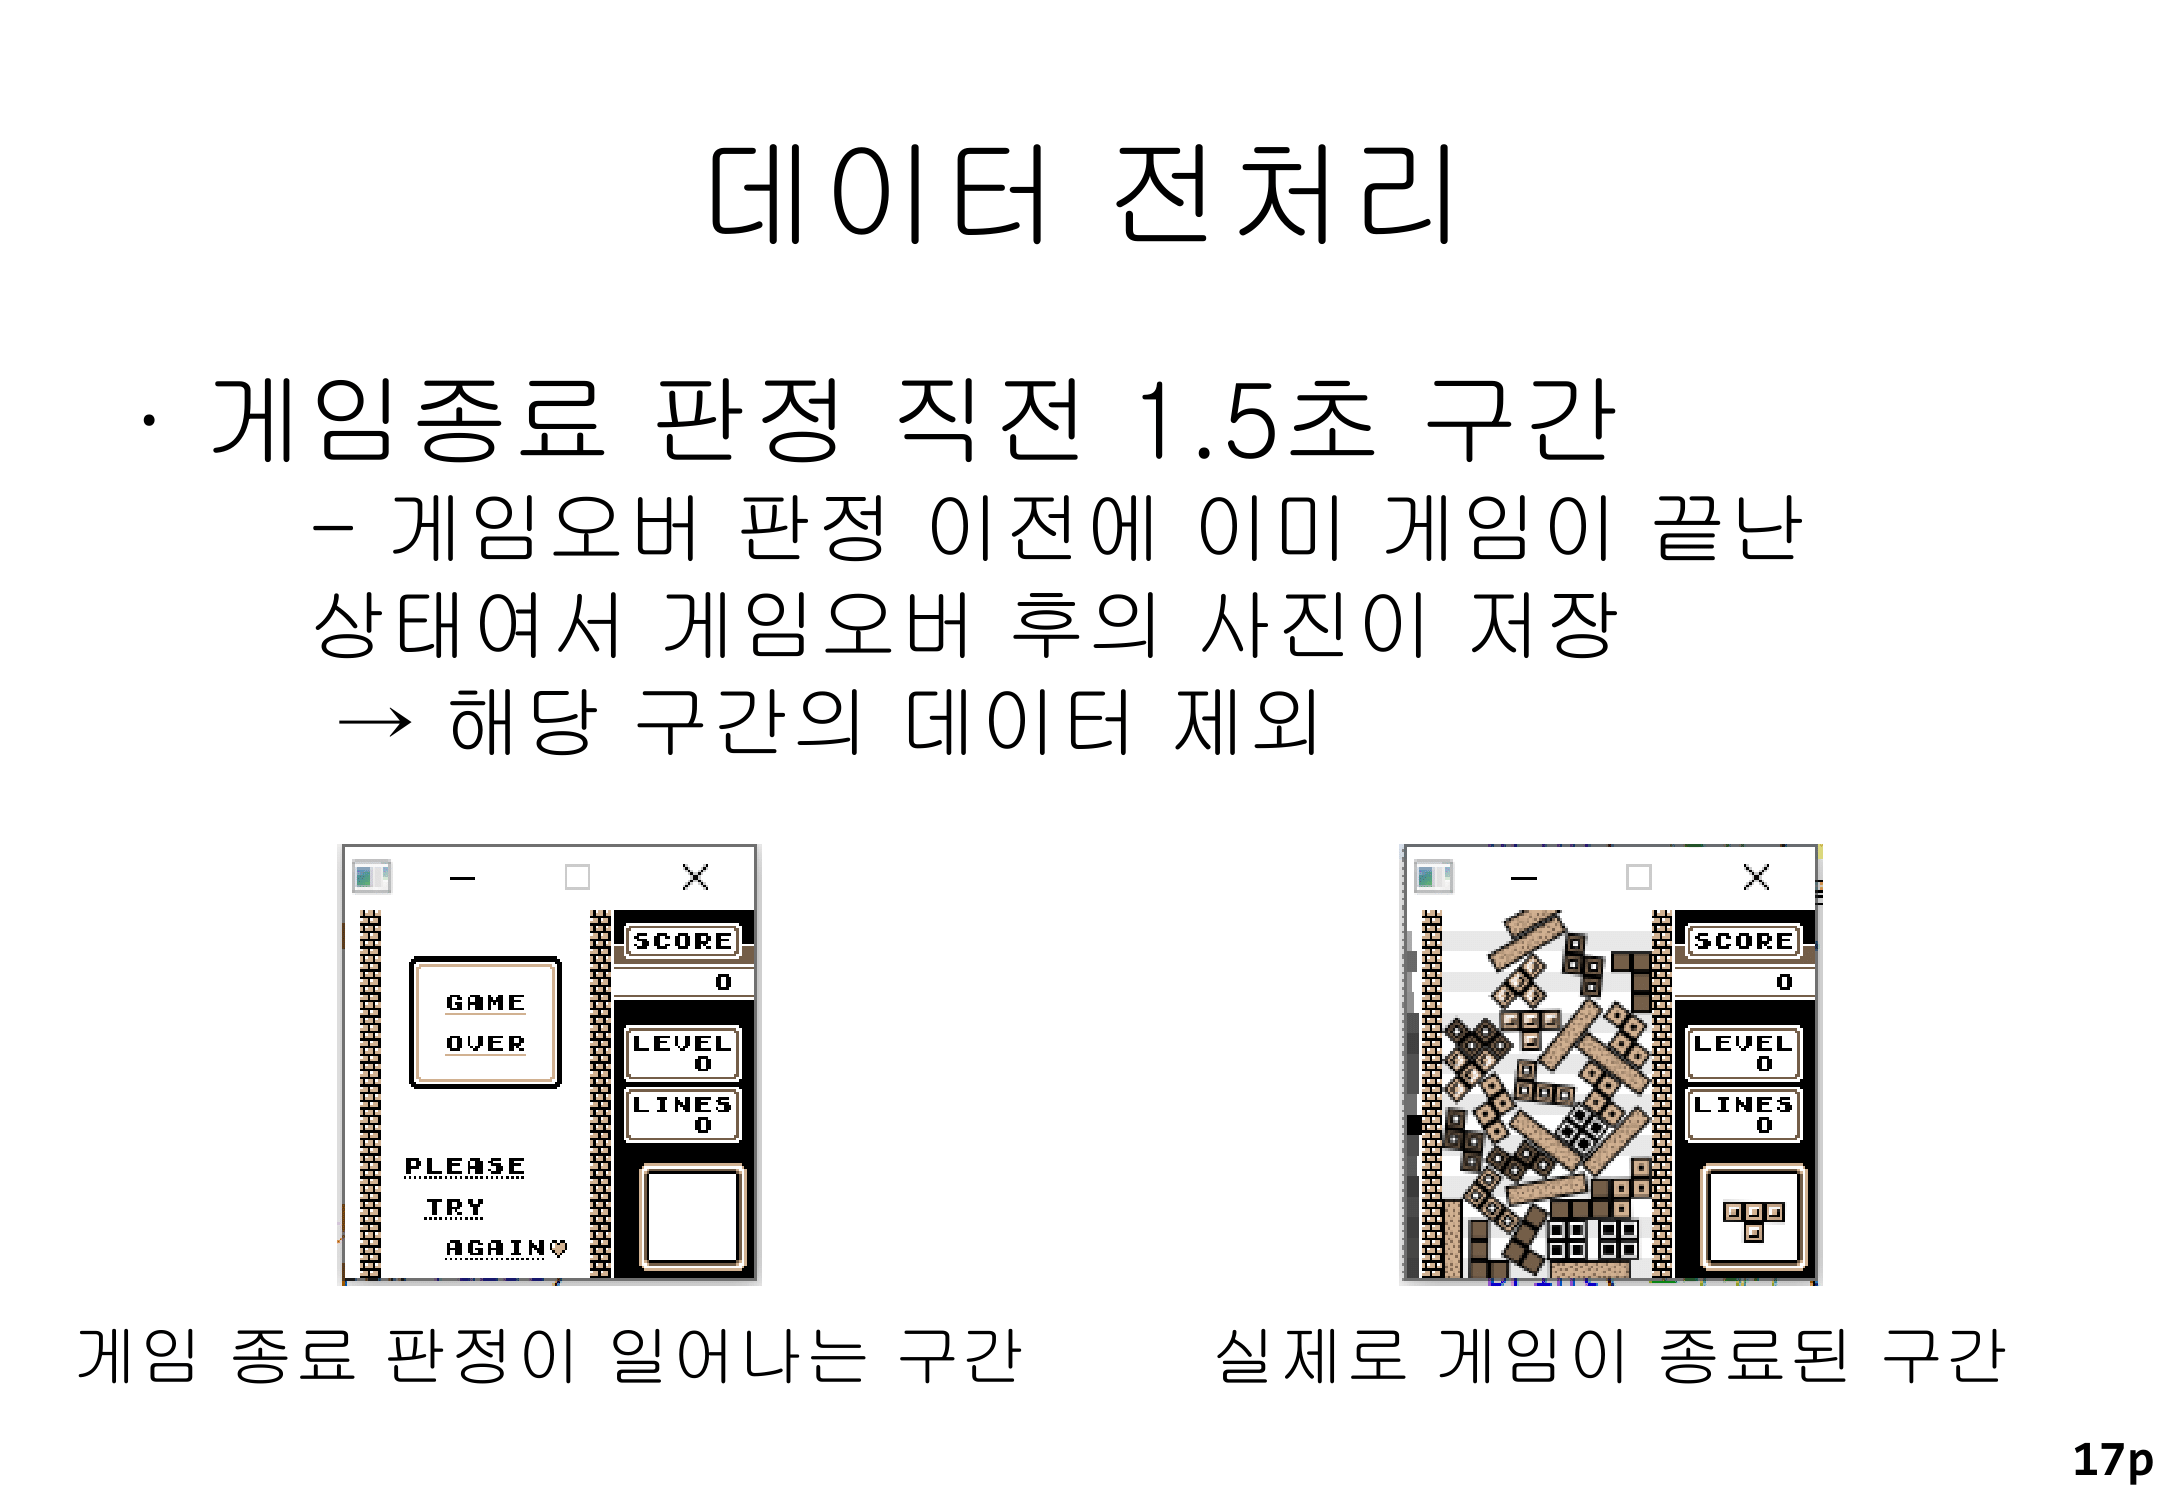 데이터 전처리
· 게임종료 판정 직전 1.5초 구간
- 게임오버 판정 이전에 이미 게임이 끝난
상태여서 게임오버 후의 사진이 저장
→ 해당 구간의 데이터 제외
GAME
OVER
PLEASE
TRY
AGAIN♥
SCORE
0
LEVEL
0
LINES
0
SCORE
0
LEVEL
0
LINES
0
게임 종료 판정이 일어나는 구간
실제로 게임이 종료된 구간
17p